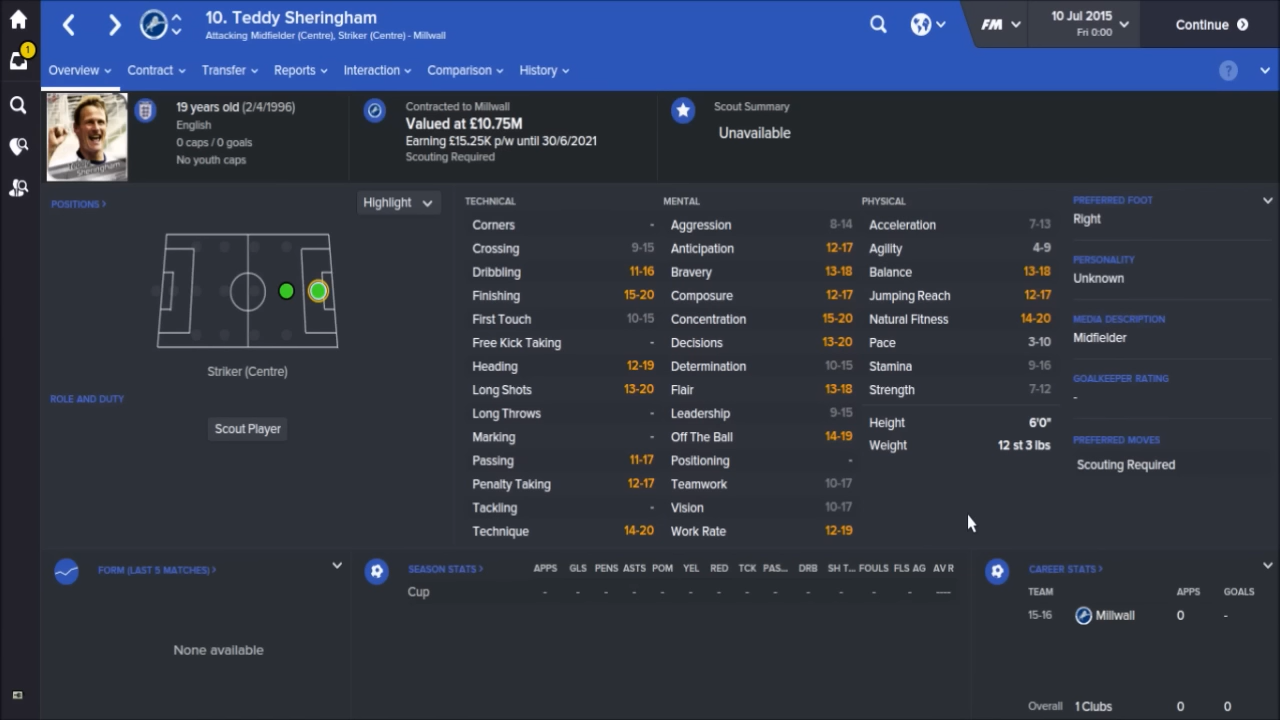 10. Teddy Sheringham
Attacking Midfielder (Centre), Striker (Centre) - Millwall
FM
10 Jul 2015
Fri 0:00
Continue
1
Overview Contract Transfer Reports Interaction Comparison History
?
Teddy Sheringham
19 years old (2/4/1996)
English
0 caps / 0 goals
No youth caps
Contracted to Millwall
Valued at £10.75M
Earning £15.25K p/w until 30/6/2021
Scouting Required
Scout Summary
Unavailable
POSITIONS >
Highlight
Striker (Centre)
ROLE AND DUTY
Scout Player
TECHNICAL
Corners -
Crossing 9-15
Dribbling 11-16
Finishing 15-20
First Touch 10-15
Free Kick Taking -
Heading 12-19
Long Shots 13-20
Long Throws -
Marking -
Passing 11-17
Penalty Taking 12-17
Tackling -
Technique 14-20
MENTAL
Aggression 8-14
Anticipation 12-17
Bravery 13-18
Composure 12-17
Concentration 15-20
Decisions 13-20
Determination 10-15
Flair 13-18
Leadership 9-15
Off The Ball 14-19
Positioning -
Teamwork 10-17
Vision 10-17
Work Rate 12-19
PHYSICAL
Acceleration 7-13
Agility 4-9
Balance 13-18
Jumping Reach 12-17
Natural Fitness 14-20
Pace 3-10
Stamina 9-16
Strength 7-12
Height 6'0"
Weight 12 st 3 lbs
PREFERRED FOOT
Right
PERSONALITY
Unknown
MEDIA DESCRIPTION
Midfielder
GOALKEEPER RATING
-
PREFERRED MOVES
Scouting Required
FORM (LAST 5 MATCHES) >
None available
SEASON STATS > APPS GLS PENS ASTS POM YEL RED TCK PAS... DRB SH T... FOULS FLS AG AV R
Cup - - - - - - - - - - - - - ----
CAREER STATS >
TEAM APPS GOALS
15-16 Millwall 0 -
Overall 1 Clubs 0 0